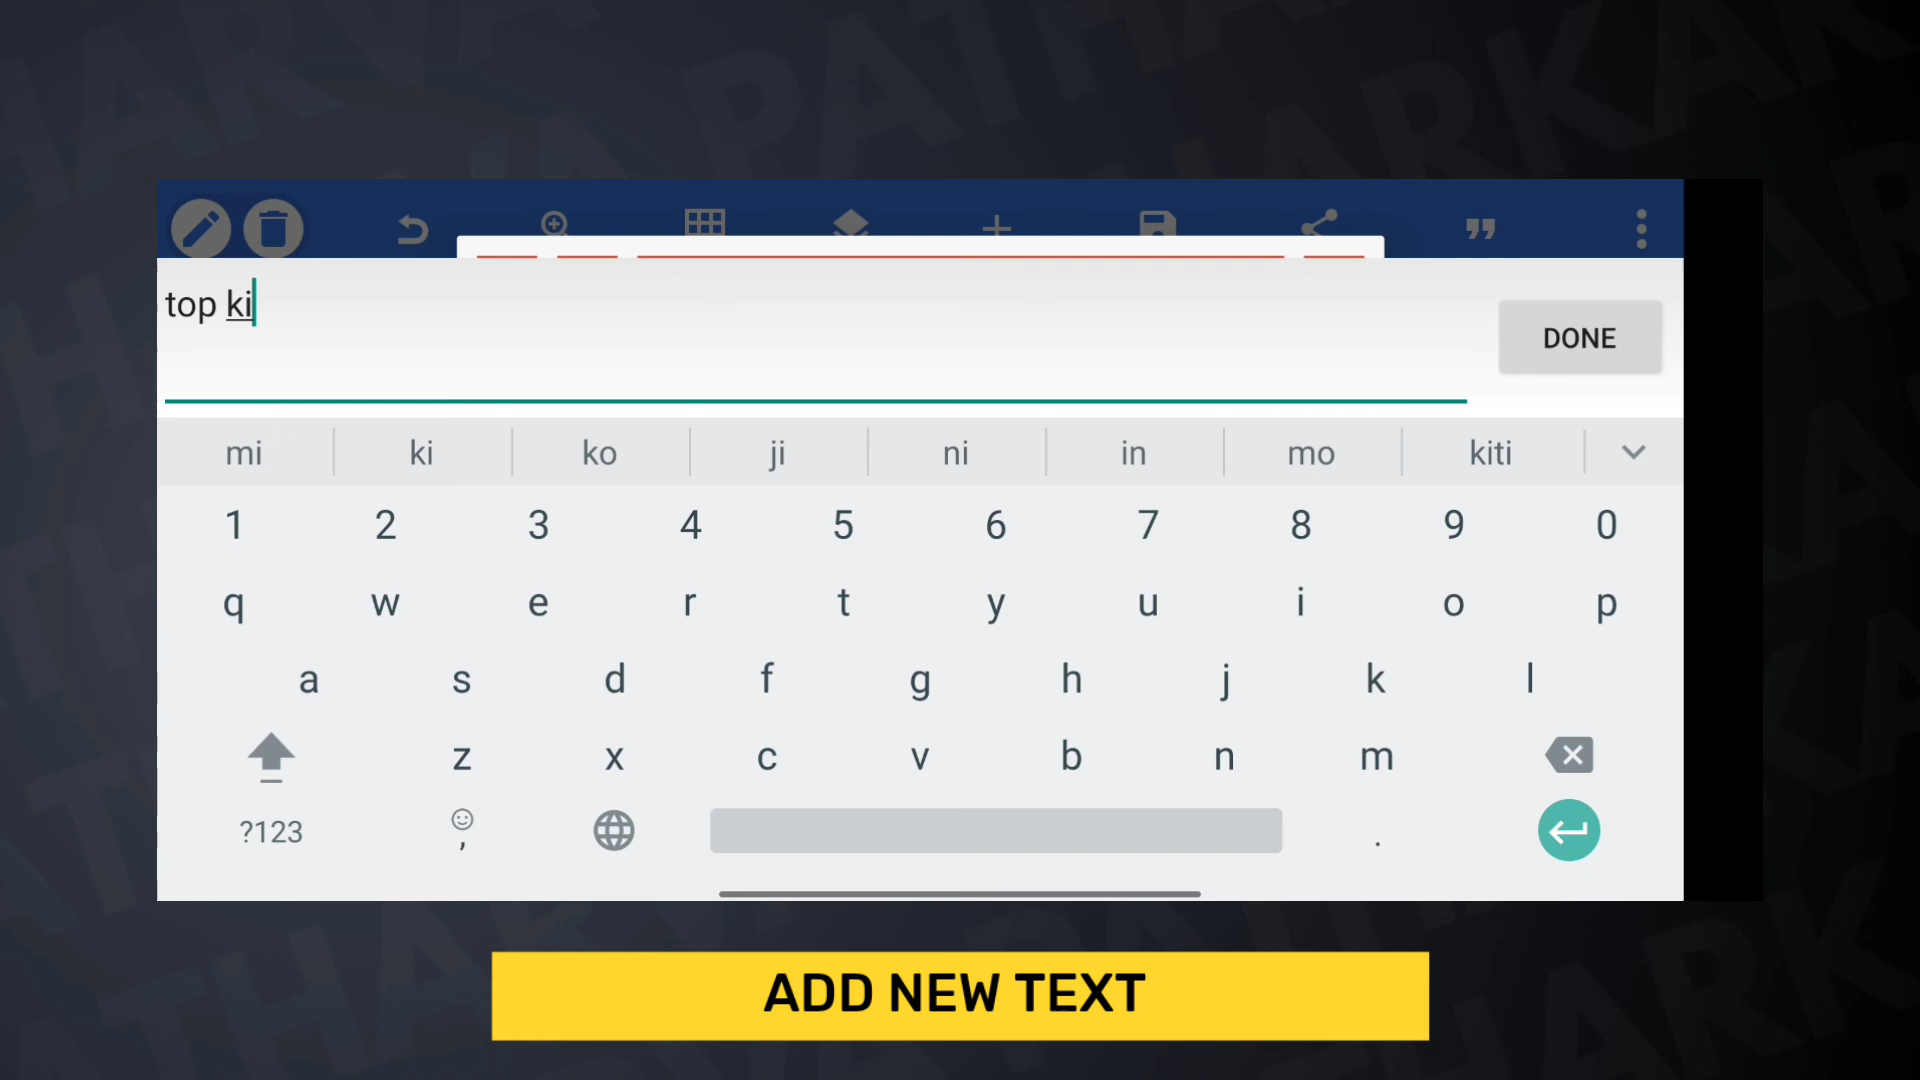 top ki
DONE
mi ki ko ji ni in mo kiti
1 2 3 4 5 6 7 8 9 0
q w e r t y u i o p
a s d f g h j k l
z x c v b n m
?123 , .
ADD NEW TEXT